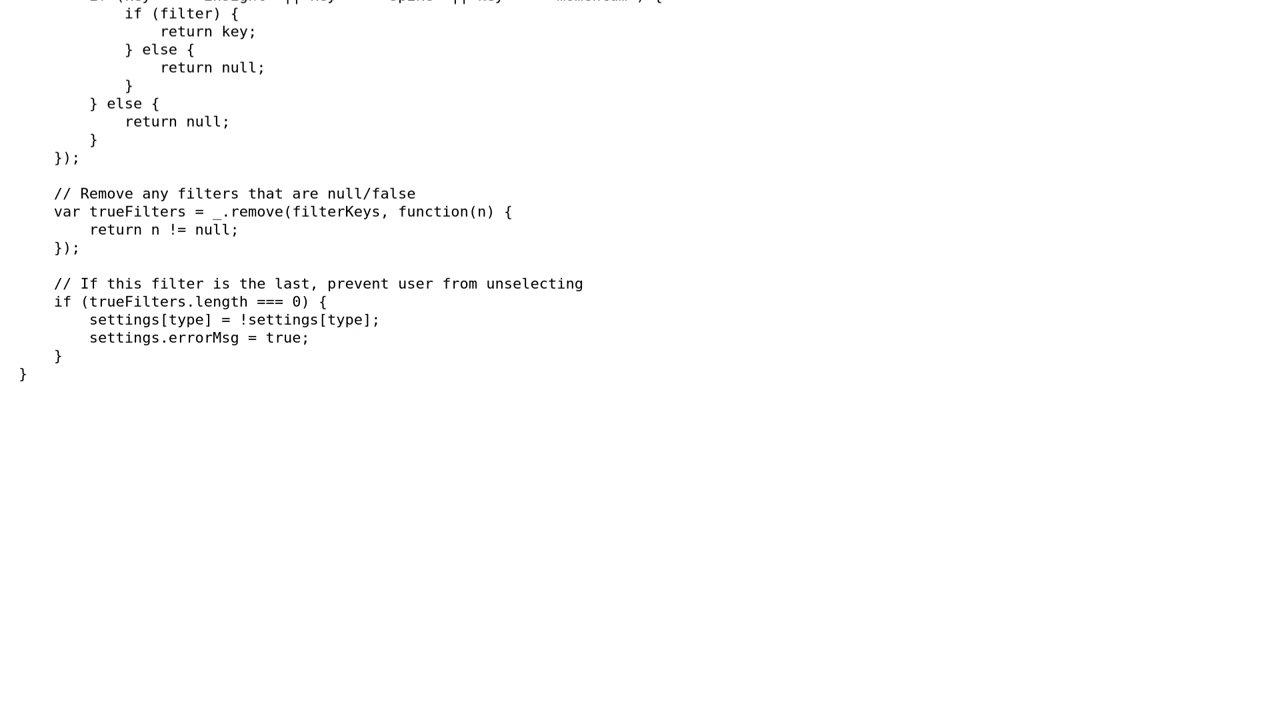 if (filter) {
return key;
} else {
return null;
}
} else {
return null;
}
});
// Remove any filters that are null/false
var trueFilters = _.remove(filterKeys, function(n) {
return n != null;
});
// If this filter is the last, prevent user from unselecting
if (trueFilters.length === 0) {
settings[type] = !settings[type];
settings.errorMsg = true;
}
}